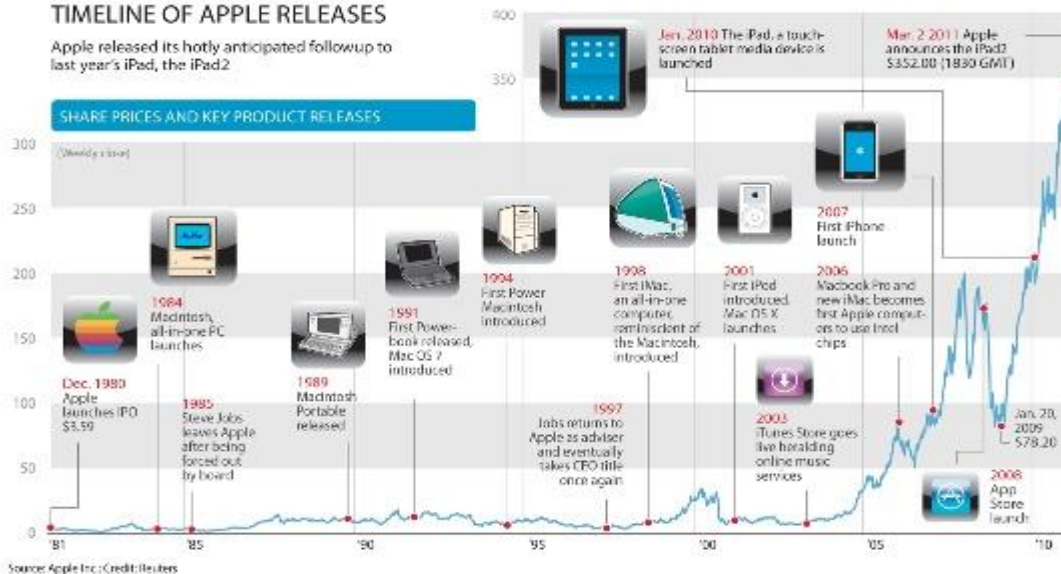 TIMELINE OF APPLE RELEASES
Apple released its hotly anticipated followup to
last year's iPad, the iPad2
SHARE PRICES AND KEY PRODUCT RELEASES
(Weekly close)
400
350
300
250
200
150
100
50
0
Dec. 1980
Apple
launches IPO
$3.59
1984
Macintosh,
all-in-one PC
launches
1985
Steve Jobs
leaves Apple
after being
forced out
by board
1989
Macintosh
Portable
released
1991
First Power-
book released,
Mac OS 7
introduced
1994
First Power
Macintosh
introduced
1997
Jobs returns to
Apple as adviser
and eventually
takes CEO title
once again
1998
First iMac,
an all-in-one
computer,
reminiscient of
the Macintosh,
introduced
2001
First iPod
introduced,
Mac OS X
launches
2003
iTunes Store goes
live heralding
online music
services
2006
Macbook Pro and
new iMac becomes
first Apple comput-
ers to use Intel
chips
2007
First iPhone
launch
2008
App
Store
launch
Jan. 20,
2009
$78.20
Jan. 2010 The iPad, a touch-
screen tablet media device is
launched
Mar. 2 2011 Apple
announces the iPad2
$352.00 (1830 GMT)
'81
'85
'90
'95
'00
'05
'10
Source: Apple Inc.; Credit: Reuters